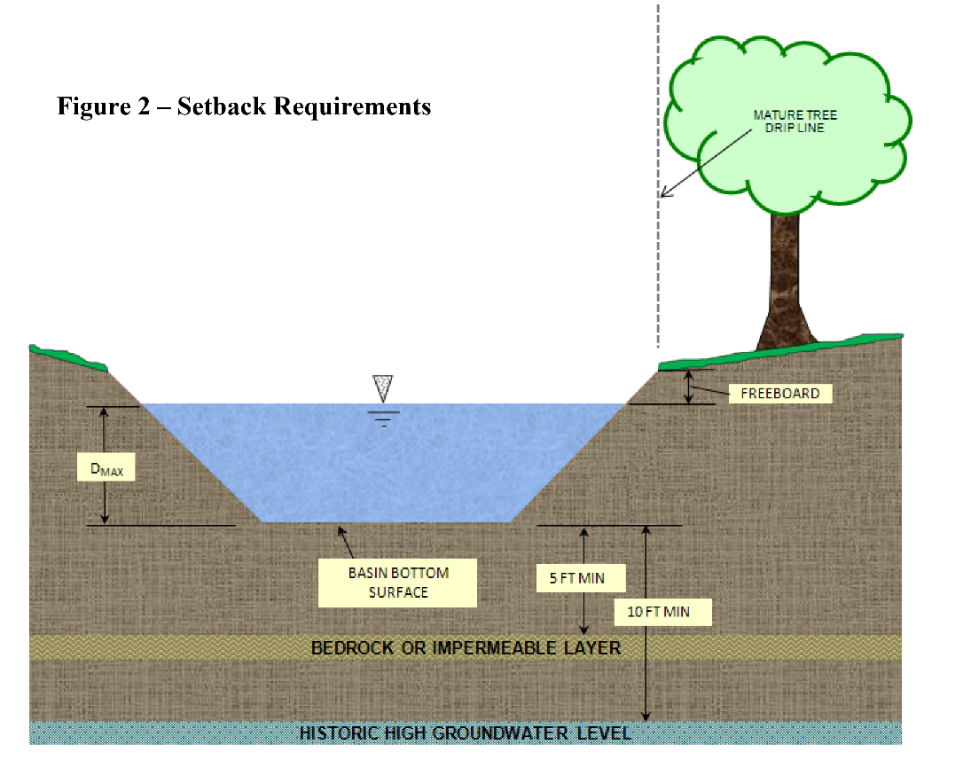 Figure 2 – Setback Requirements
MATURE TREE
DRIP LINE
FREEBOARD
DMAX
BASIN BOTTOM
SURFACE
5 FT MIN
10 FT MIN
BEDROCK OR IMPERMEABLE LAYER
HISTORIC HIGH GROUNDWATER LEVEL